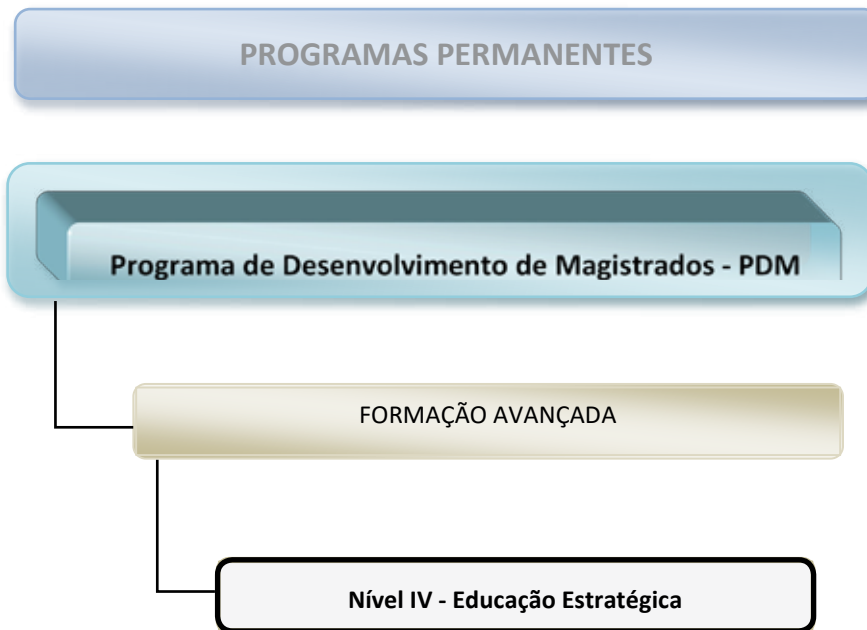 PROGRAMAS PERMANENTES
Programa de Desenvolvimento de Magistrados - PDM
FORMAÇÃO AVANÇADA
Nível IV - Educação Estratégica